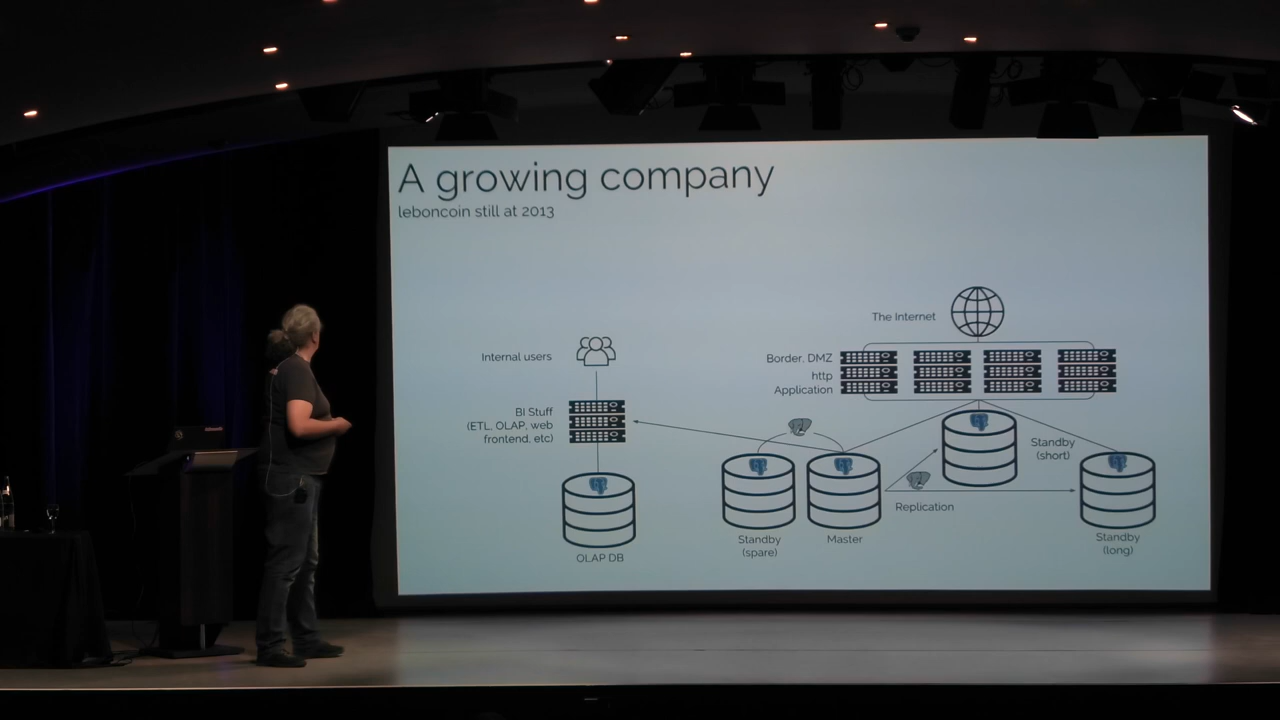 A growing company
leboncoin still at 2013
The Internet
Internal users
Border, DMZ
http
Application
BI Stuff
(ETL, OLAP, web
frontend, etc)
Standby
(short)
Replication
Standby
(spare)
Master
Standby
(long)
OLAP DB